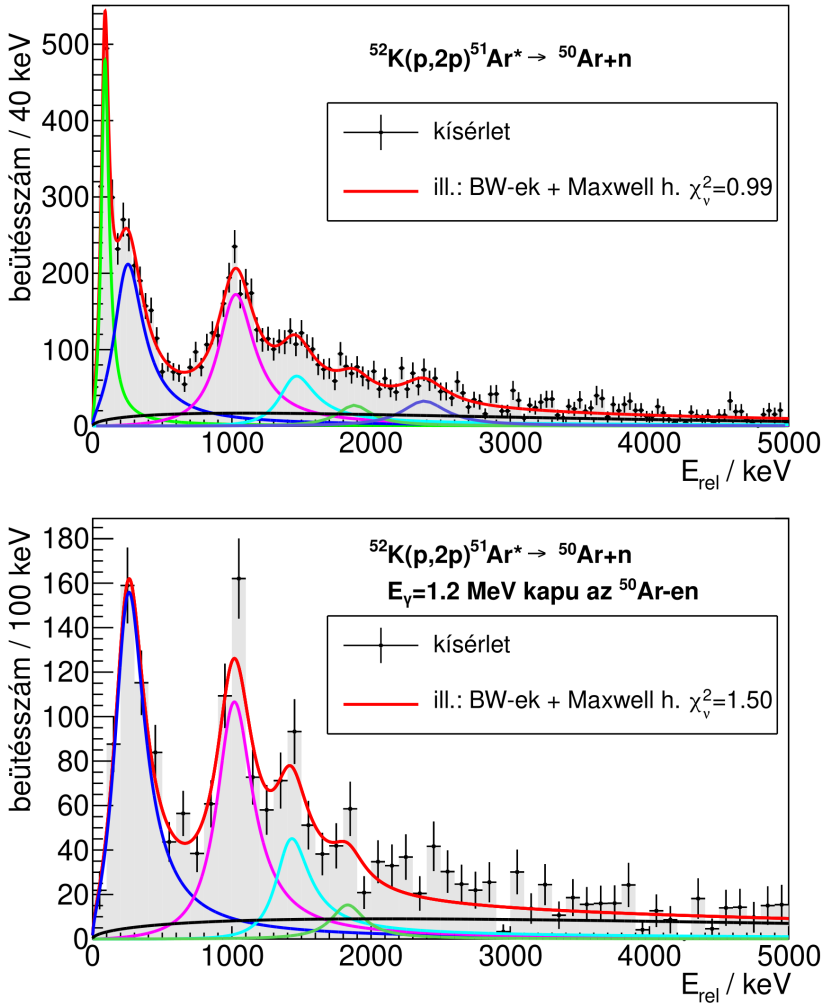 ⁵²K(p,2p)⁵¹Ar* → ⁵⁰Ar+n
kísérlet
ill.: BW-ek + Maxwell h. χ²ᵥ=0.99
beütésszám / 40 keV
500
400
300
200
100
0
0 1000 2000 3000 4000 5000
E_rel / keV
⁵²K(p,2p)⁵¹Ar* → ⁵⁰Ar+n
E_γ=1.2 MeV kapu az ⁵⁰Ar-en
kísérlet
ill.: BW-ek + Maxwell h. χ²ᵥ=1.50
beütésszám / 100 keV
180
160
140
120
100
80
60
40
20
0
0 1000 2000 3000 4000 5000
E_rel / keV